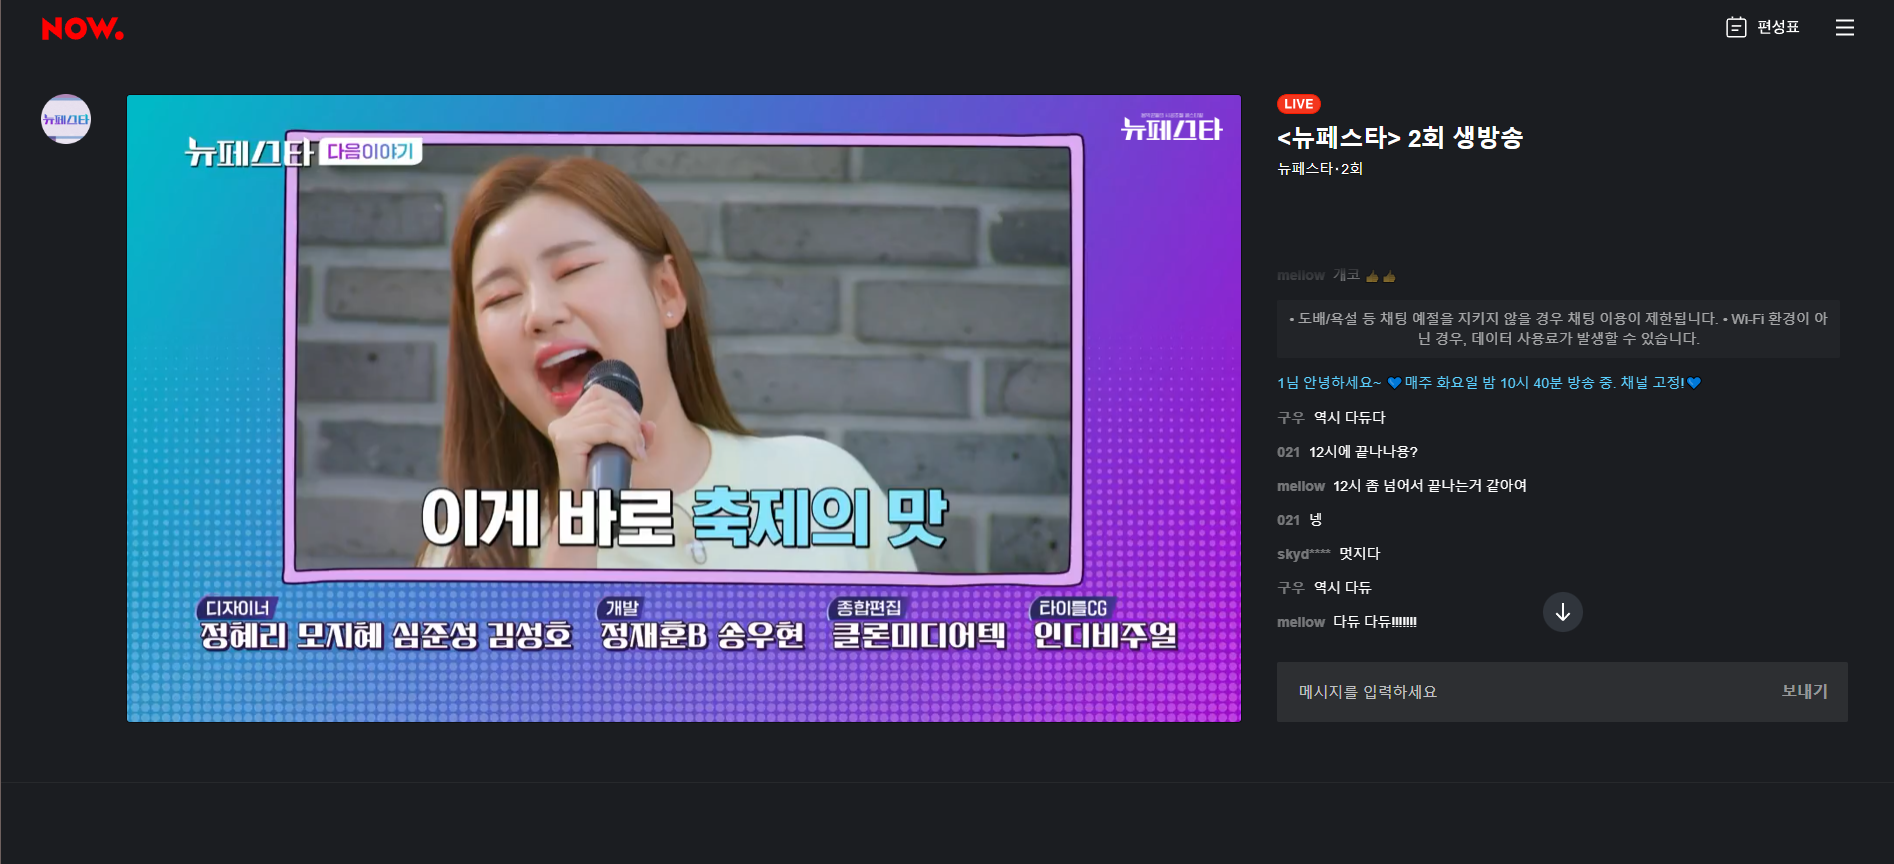 NOW.
편성표
뉴페스타
뉴페스타 다음이야기
뉴페스타
이게 바로 축제의 맛
디자이너
정혜리 모지혜 심준성 김성호
개발
정재훈B 송우현
종합편집
클론미디어텍
타이틀CG
인디비주얼
LIVE
<뉴페스타> 2회 생방송
뉴페스타·2회
mellow 개코 👍👍
• 도배/욕설 등 채팅 예절을 지키지 않을 경우 채팅 이용이 제한됩니다. • Wi-Fi 환경이 아
닌 경우, 데이터 사용료가 발생할 수 있습니다.
1님 안녕하세요~ 💙매주 화요일 밤 10시 40분 방송 중. 채널 고정!💙
구우 역시 다듀다
021 12시에 끝나나용?
mellow 12시 좀 넘어서 끝나는거 같아여
021 넹
skyd**** 멋지다
구우 역시 다듀
mellow 다듀 다듀!!!!!!!
메시지를 입력하세요
보내기